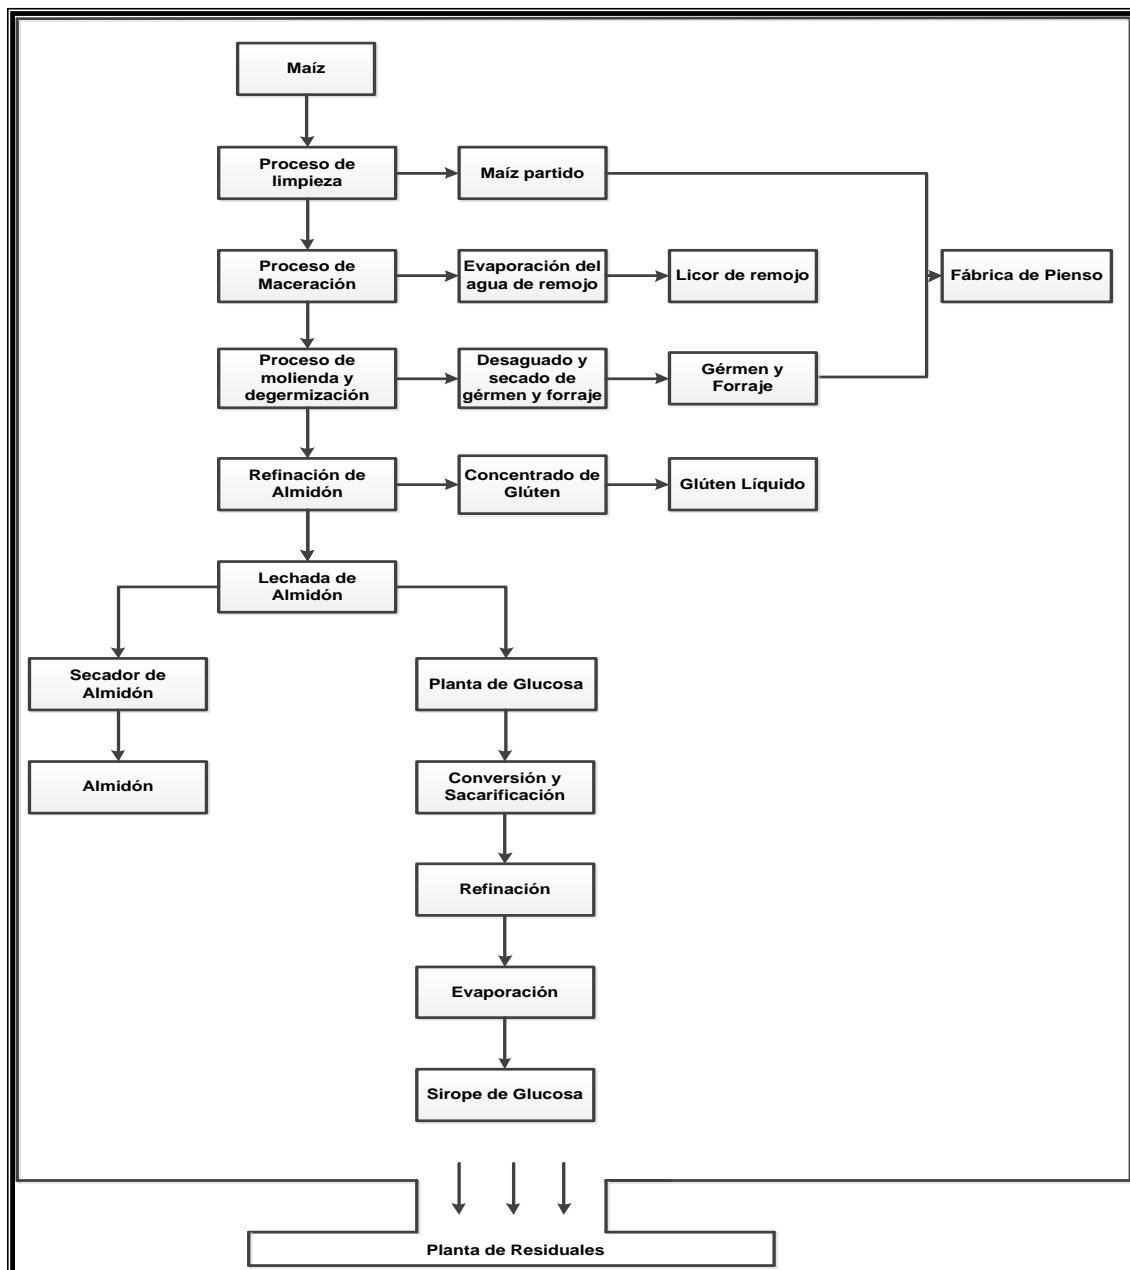 Maíz
Proceso de
limpieza
Maíz partido
Proceso de
Maceración
Evaporación del
agua de remojo
Licor de remojo
Fábrica de Pienso
Proceso de
molienda y
degermización
Desaguado y
secado de
gérmen y forraje
Gérmen y
Forraje
Refinación de
Almidón
Concentrado de
Glúten
Glúten Líquido
Lechada de
Almidón
Secador de
Almidón
Planta de Glucosa
Almidón
Conversión y
Sacarificación
Refinación
Evaporación
Sirope de Glucosa
Planta de Residuales